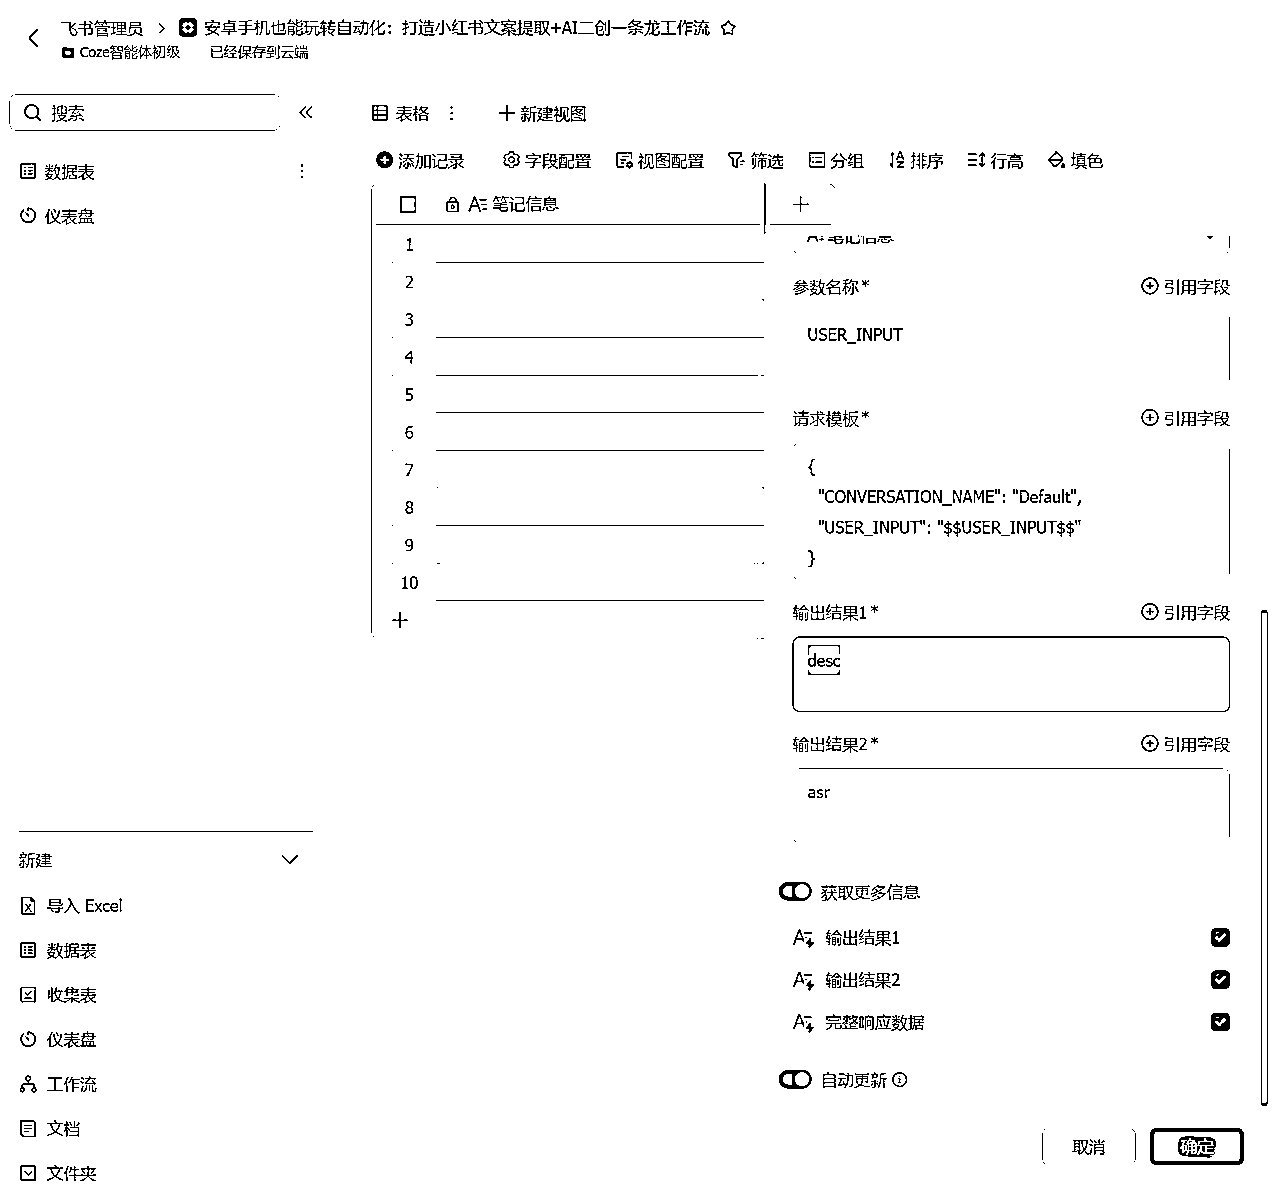 飞书管理员 > 安卓手机也能玩转自动化：打造小红书文案提取+AI二创一条龙工作流
Coze智能体初级 已经保存到云端
搜索
数据表
仪表盘
表格 新建视图
添加记录 字段配置 视图配置 筛选 分组 排序 行高 填色
笔记信息
1
2
3
4
5
6
7
8
9
10
笔记信息
参数名称* 引用字段
USER_INPUT
请求模板* 引用字段
{
"CONVERSATION_NAME": "Default",
"USER_INPUT": "$$USER_INPUT$$"
}
输出结果1* 引用字段
desc
输出结果2* 引用字段
asr
获取更多信息
输出结果1
输出结果2
完整响应数据
自动更新
取消 确定
新建
导入 Excel
数据表
收集表
仪表盘
工作流
文档
文件夹